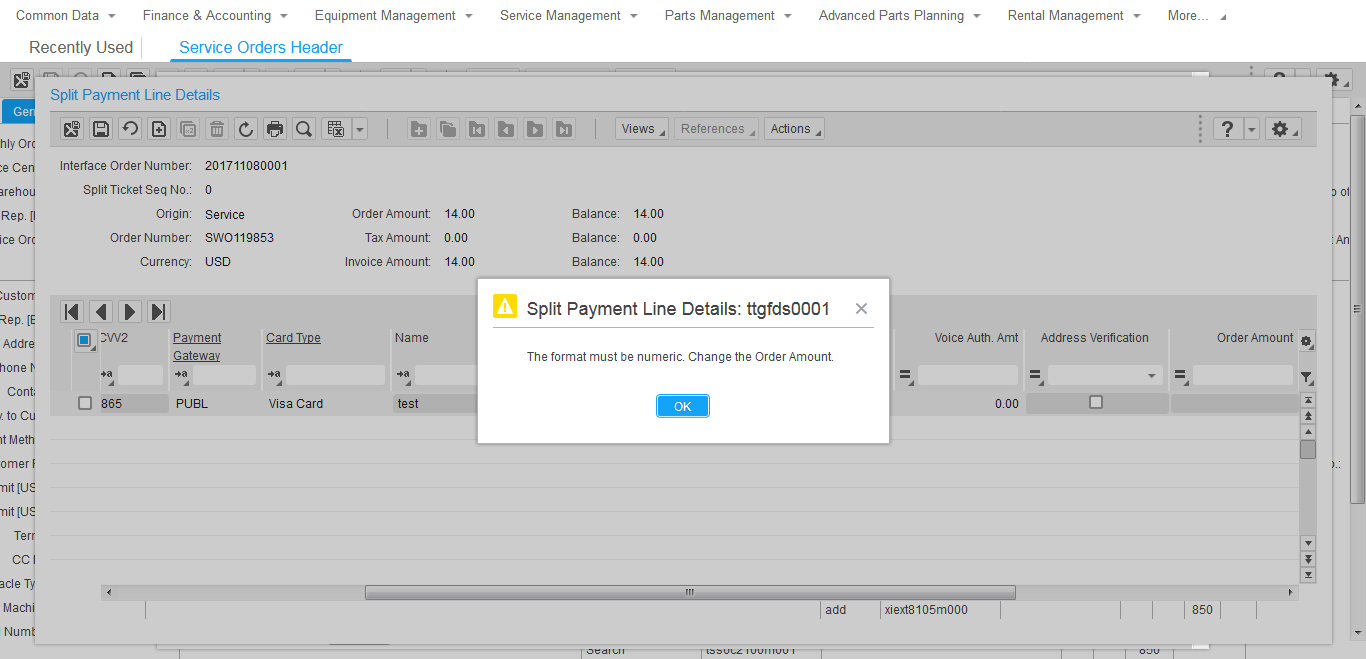 Common Data Finance & Accounting Equipment Management Service Management Parts Management Advanced Parts Planning Rental Management More...
Recently Used Service Orders Header
Split Payment Line Details
Gen
Views References Actions ?
hly Or
Interface Order Number: 201711080001
ce Cen
Split Ticket Seq No.: 0
arehou
o of
Origin: Service Order Amount: 14.00 Balance: 14.00
Rep. [
Order Number: SWO119853 Tax Amount: 0.00 Balance: 0.00
ice Ord
t An
Currency: USD Invoice Amount: 14.00 Balance: 14.00
Custom
Split Payment Line Details: ttgfds0001
Rep. [E
CVV2 Payment Gateway Card Type Name Voice Auth. Amt Address Verification Order Amount
Addre
The format must be numeric. Change the Order Amount.
hone N
Conta
865 PUBL Visa Card test 0.00
OK
. to Cu
nt Meth
omer F
o.:
mit [US
mit [US
Terr
CC
acle Ty
Machi
add xiext8105m000 850
l Numb
Search tssoc2100m001 850